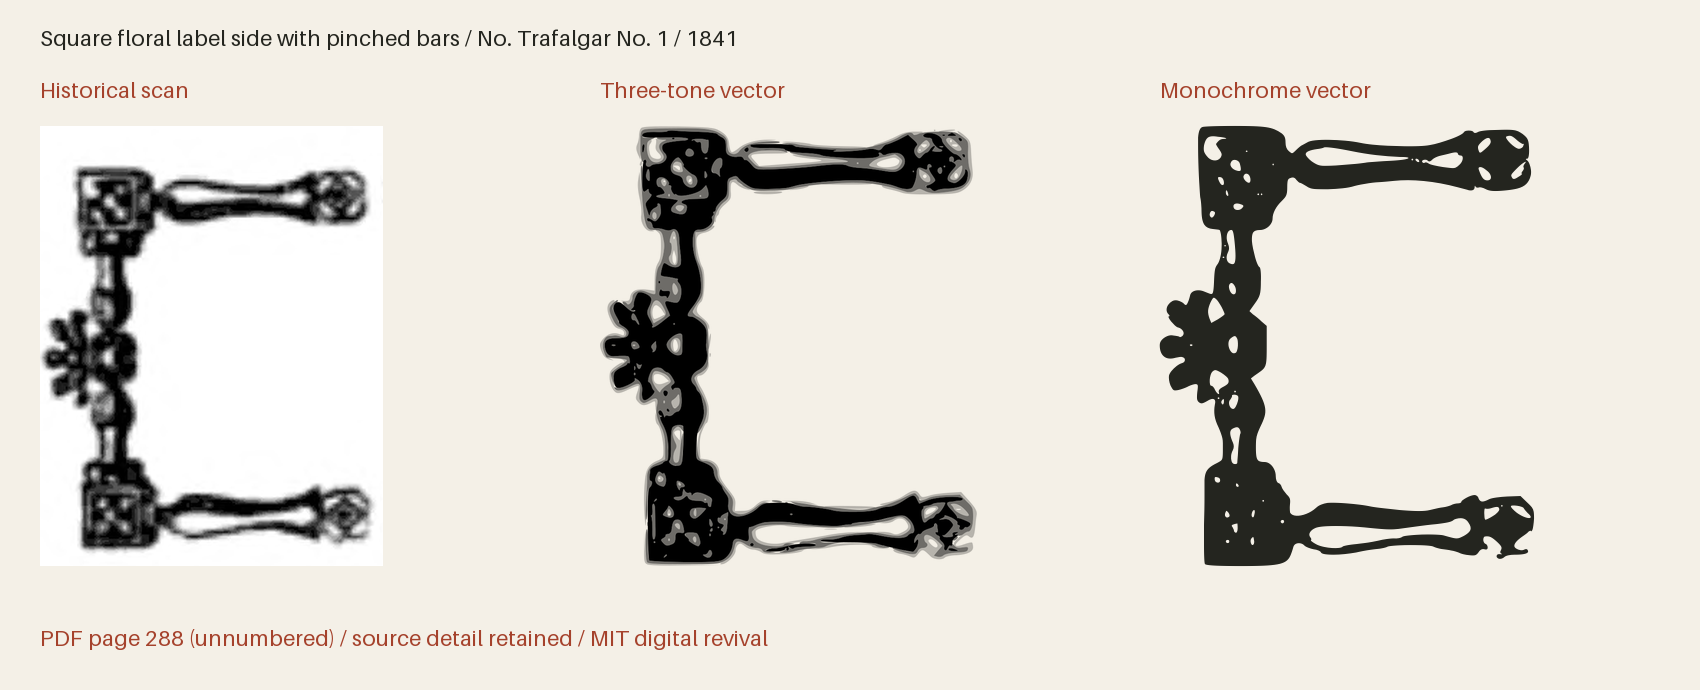 Square floral label side with pinched bars / No. Trafalgar No. 1 / 1841
Historical scan
Three-tone vector
Monochrome vector
PDF page 288 (unnumbered) / source detail retained / MIT digital revival